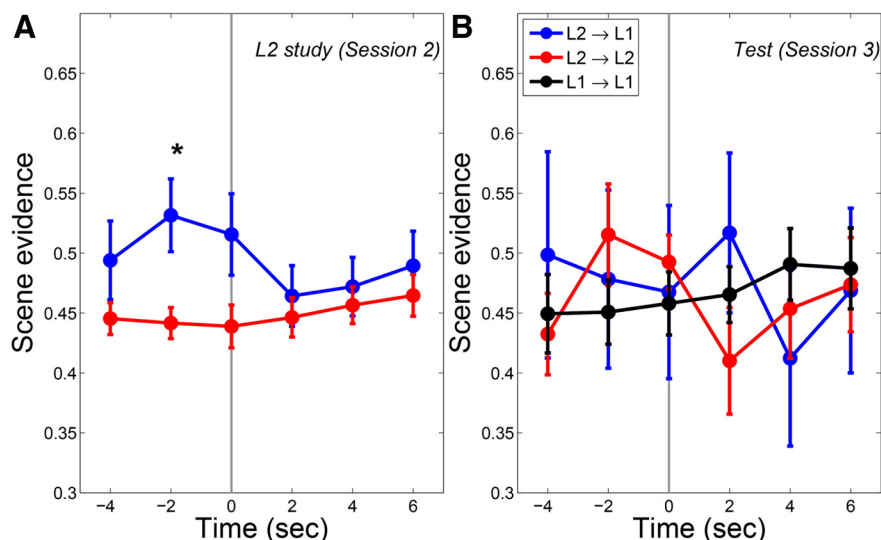 A
L2 study (Session 2)
*
Scene evidence
0.65
0.6
0.55
0.5
0.45
0.4
0.35
0.3
−4 −2 0 2 4 6
Time (sec)
B
L2 → L1
L2 → L2
L1 → L1
Test (Session 3)
Scene evidence
0.65
0.6
0.55
0.5
0.45
0.4
0.35
0.3
−4 −2 0 2 4 6
Time (sec)